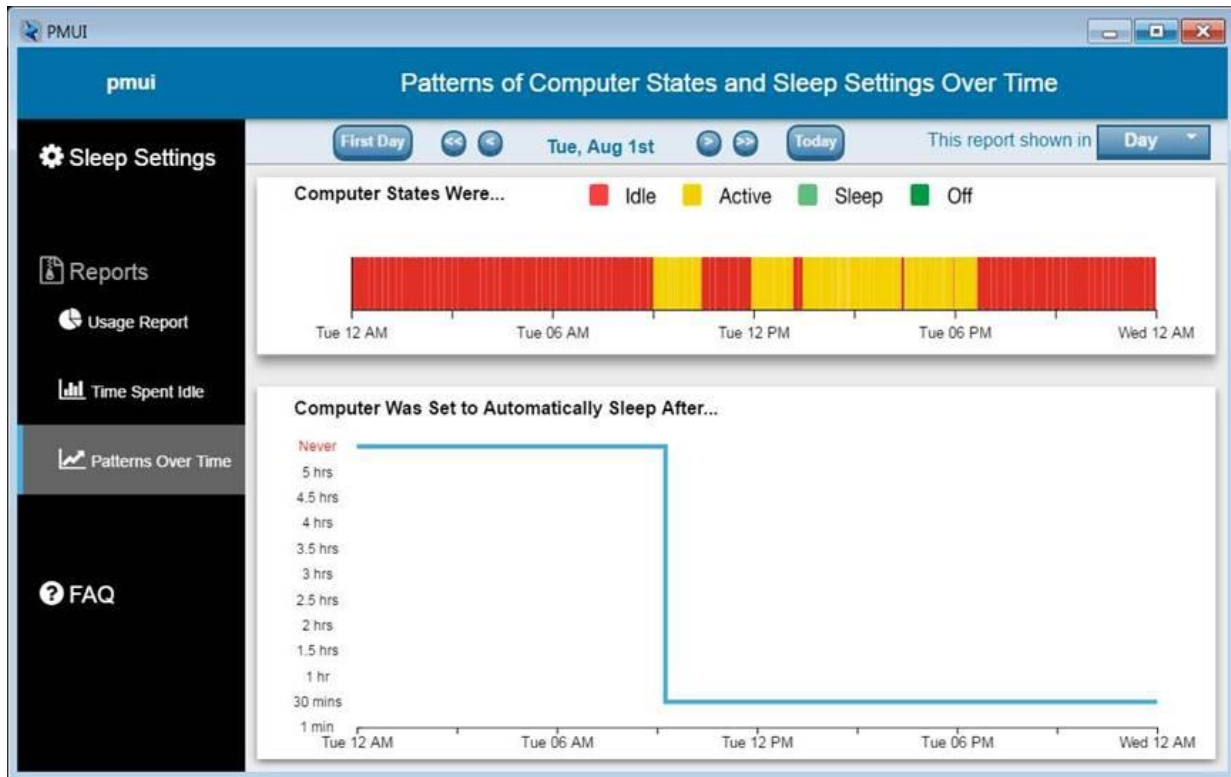 PMUI
pmui
Patterns of Computer States and Sleep Settings Over Time
Sleep Settings
Reports
Usage Report
Time Spent Idle
Patterns Over Time
FAQ
First Day << < Tue, Aug 1st > >> Today This report shown in Day
Computer States Were... Idle Active Sleep Off
Tue 12 AM Tue 06 AM Tue 12 PM Tue 06 PM Wed 12 AM
Computer Was Set to Automatically Sleep After...
Never
5 hrs
4.5 hrs
4 hrs
3.5 hrs
3 hrs
2.5 hrs
2 hrs
1.5 hrs
1 hr
30 mins
1 min
Tue 12 AM Tue 06 AM Tue 12 PM Tue 06 PM Wed 12 AM